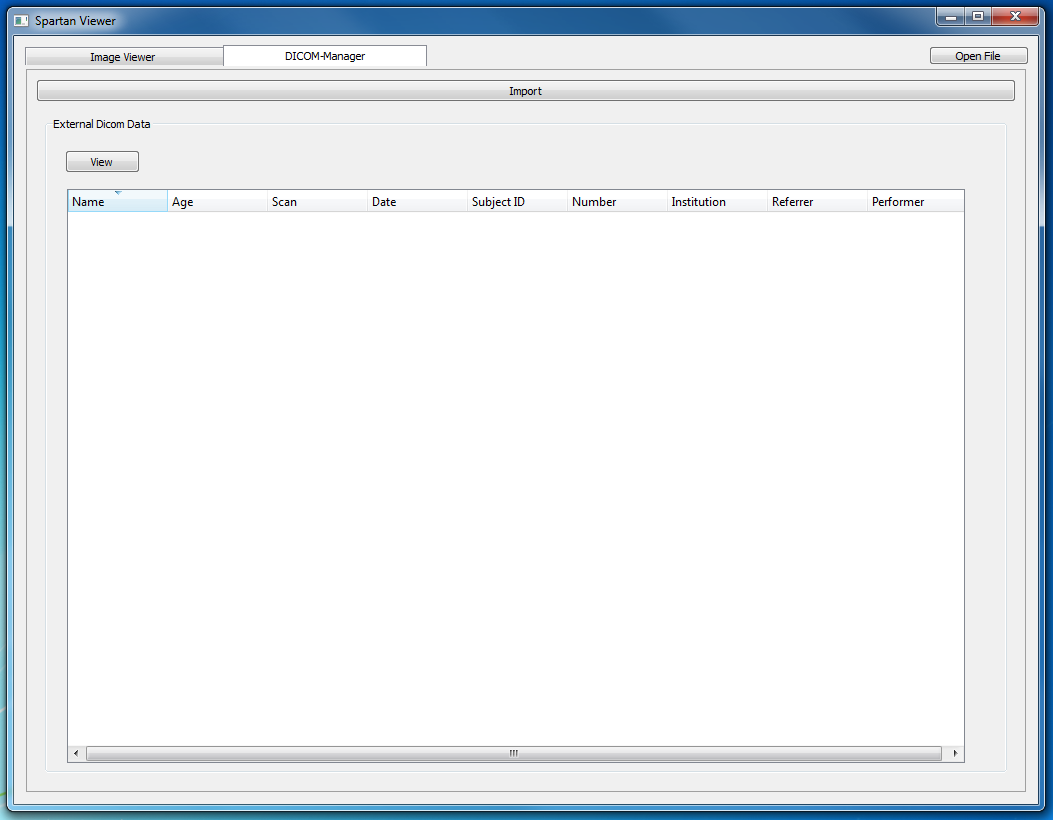 Spartan Viewer
Image Viewer DICOM-Manager Open File
Import
External Dicom Data
View
Name Age Scan Date Subject ID Number Institution Referrer Performer